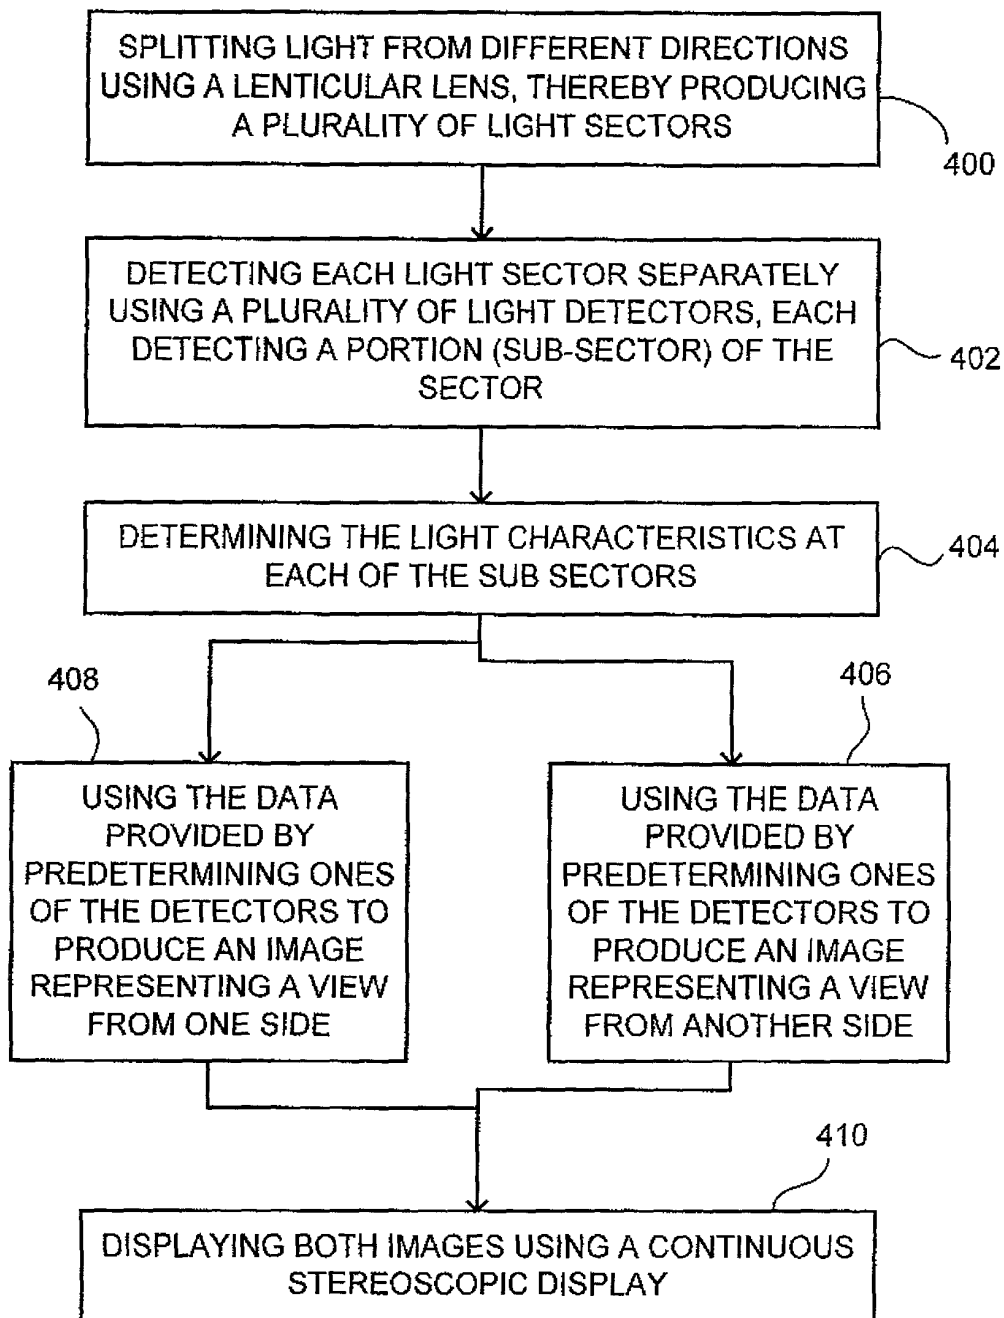 SPLITTING LIGHT FROM DIFFERENT DIRECTIONS
USING A LENTICULAR LENS, THEREBY PRODUCING
A PLURALITY OF LIGHT SECTORS
400
DETECTING EACH LIGHT SECTOR SEPARATELY
USING A PLURALITY OF LIGHT DETECTORS, EACH
DETECTING A PORTION (SUB-SECTOR) OF THE
SECTOR
402
DETERMINING THE LIGHT CHARACTERISTICS AT
EACH OF THE SUB SECTORS
404
408
USING THE DATA
PROVIDED BY
PREDETERMINING ONES
OF THE DETECTORS TO
PRODUCE AN IMAGE
REPRESENTING A VIEW
FROM ONE SIDE
406
USING THE DATA
PROVIDED BY
PREDETERMINING ONES
OF THE DETECTORS TO
PRODUCE AN IMAGE
REPRESENTING A VIEW
FROM ANOTHER SIDE
410
DISPLAYING BOTH IMAGES USING A CONTINUOUS
STEREOSCOPIC DISPLAY